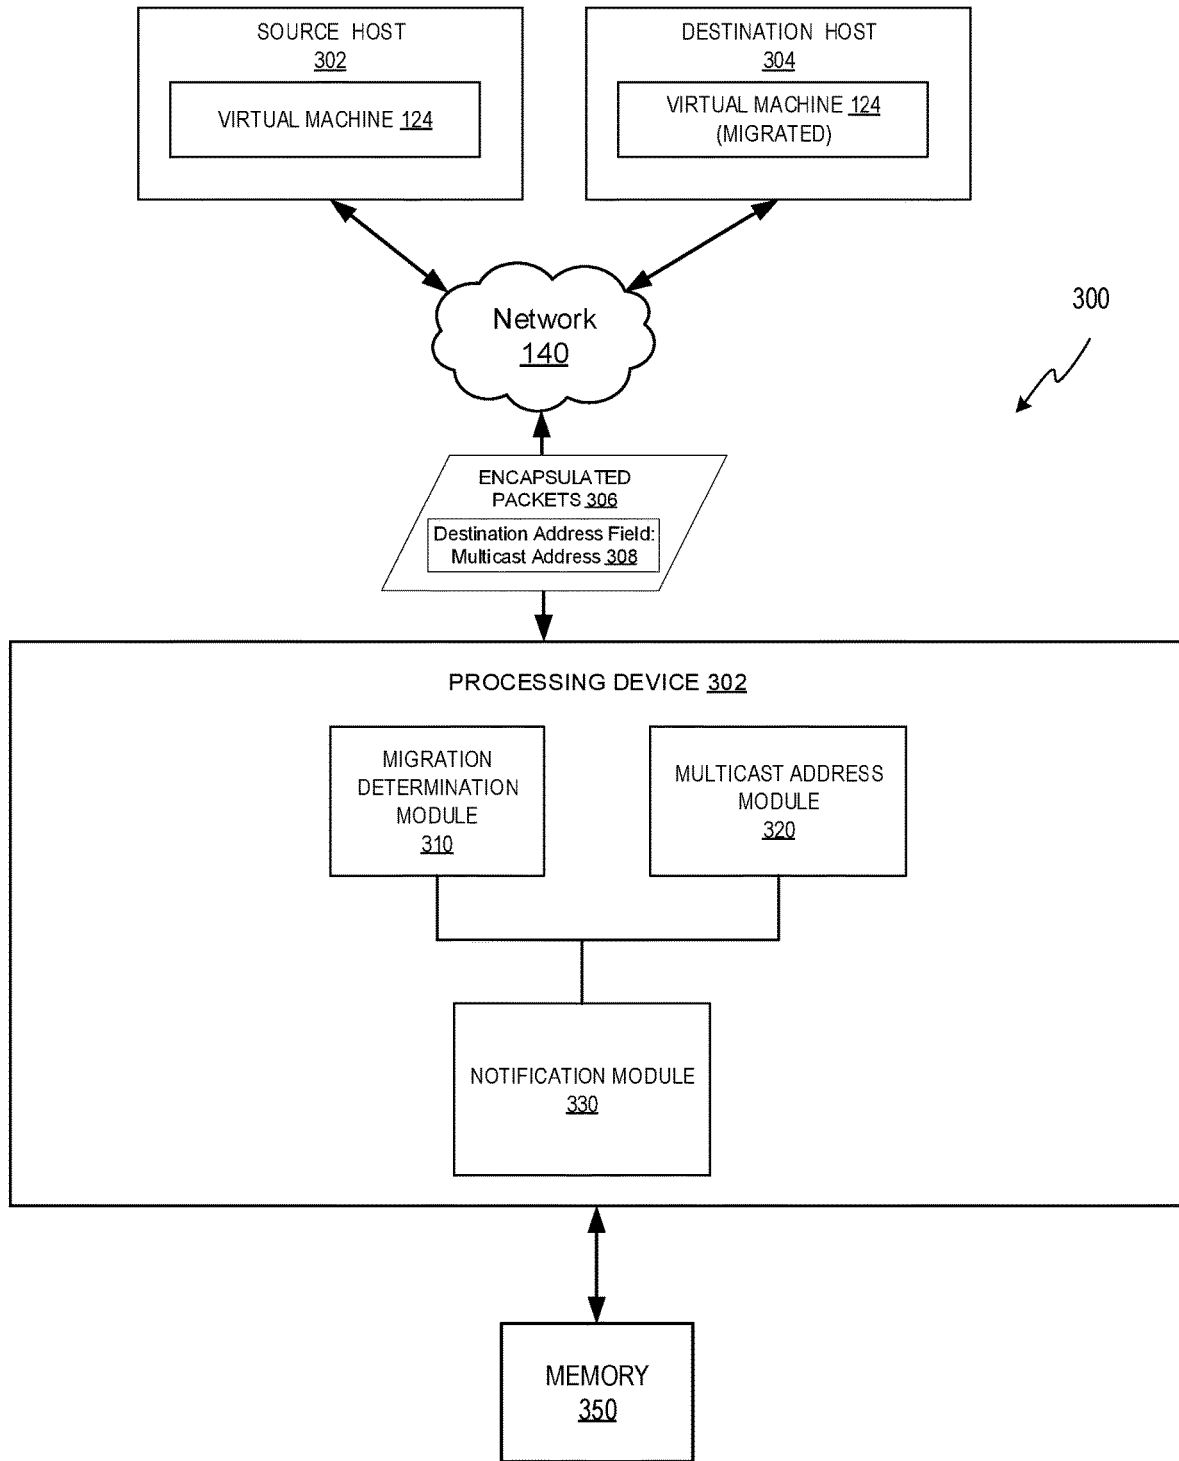 SOURCE HOST
302
VIRTUAL MACHINE 124
DESTINATION HOST
304
VIRTUAL MACHINE 124
(MIGRATED)
Network
140
300
ENCAPSULATED
PACKETS 306
Destination Address Field:
Multicast Address 308
PROCESSING DEVICE 302
MIGRATION
DETERMINATION
MODULE
310
MULTICAST ADDRESS
MODULE
320
NOTIFICATION MODULE
330
MEMORY
350